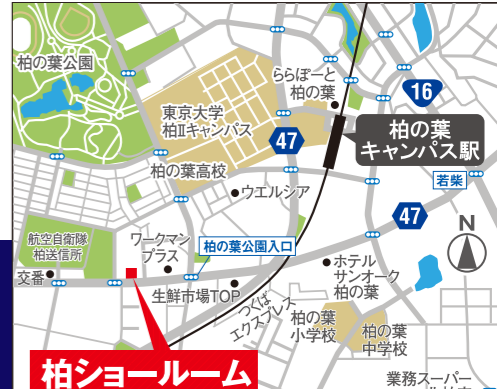 柏の葉公園
ららぽーと
柏の葉
16
東京大学
柏Ⅱキャンパス
47
柏の葉
キャンパス駅
柏の葉高校
若柴
ウエルシア
47
N
航空自衛隊
柏送信所
ワークマン
プラス
柏の葉公園入口
交番
生鮮市場TOP
ホテル
サンオーク
柏の葉
つくば
エクスプレス
柏の葉
小学校
柏の葉
中学校
柏ショールーム
業務スーパー